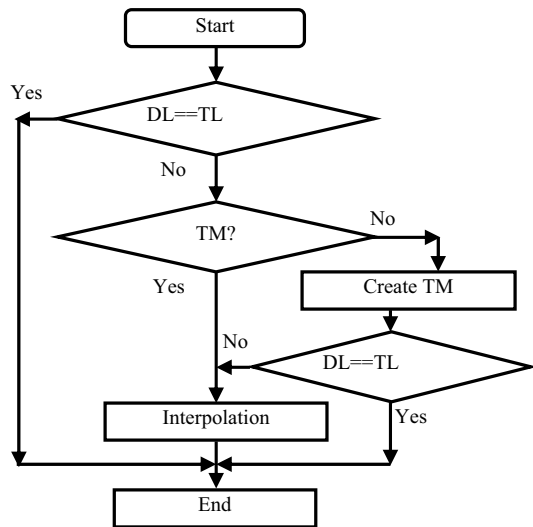 Start
Yes
DL==TL
No
TM?
No
Yes
Create TM
No
DL==TL
Interpolation
Yes
End